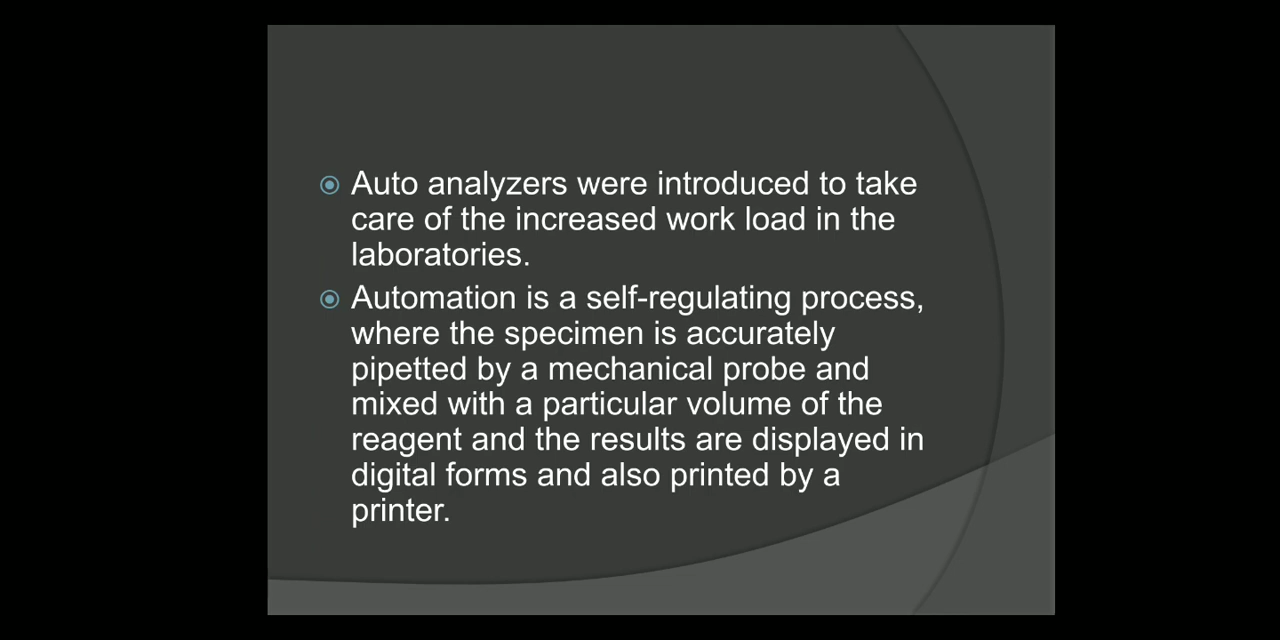 Auto analyzers were introduced to take
care of the increased work load in the
laboratories.
Automation is a self-regulating process,
where the specimen is accurately
pipetted by a mechanical probe and
mixed with a particular volume of the
reagent and the results are displayed in
digital forms and also printed by a
printer.